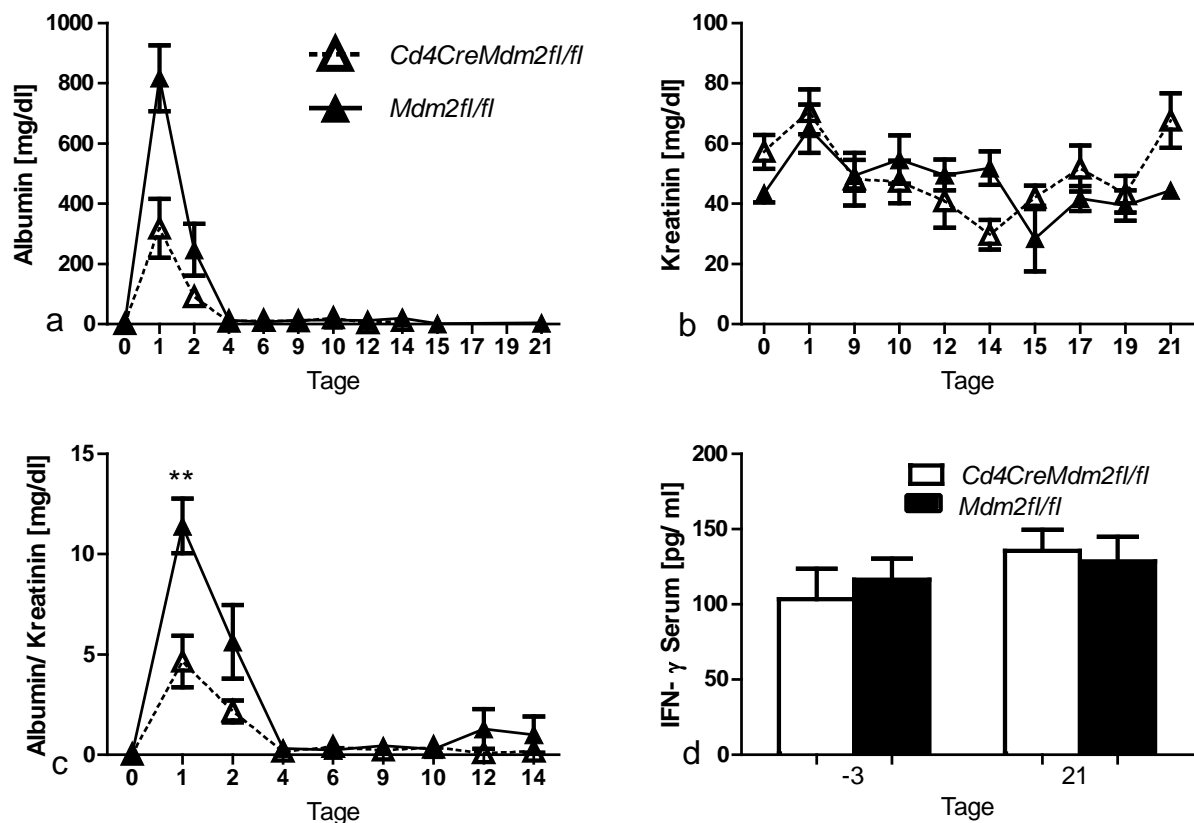 Albumin [mg/dl]
1000
800
600
400
200
0
Cd4CreMdm2fl/fl
Mdm2fl/fl
a
0 1 2 4 6 9 10 12 14 15 17 19 21
Tage
Kreatinin [mg/dl]
100
80
60
40
20
0
b
0 1 9 10 12 14 15 17 19 21
Tage
Albumin/ Kreatinin [mg/dl]
15
10
5
0
**
c
0 1 2 4 6 9 10 12 14
Tage
IFN- γ Serum [pg/ ml]
200
150
100
50
0
Cd4CreMdm2fl/fl
Mdm2fl/fl
d
-3 21
Tage